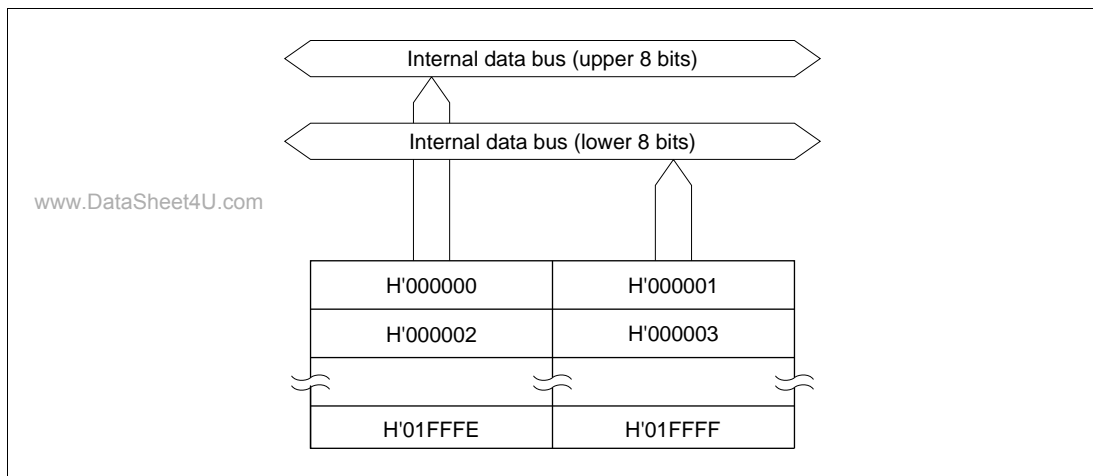 Internal data bus (upper 8 bits)
Internal data bus (lower 8 bits)
www.DataSheet4U.com
H'000000 H'000001
H'000002 H'000003
H'01FFFE H'01FFFF